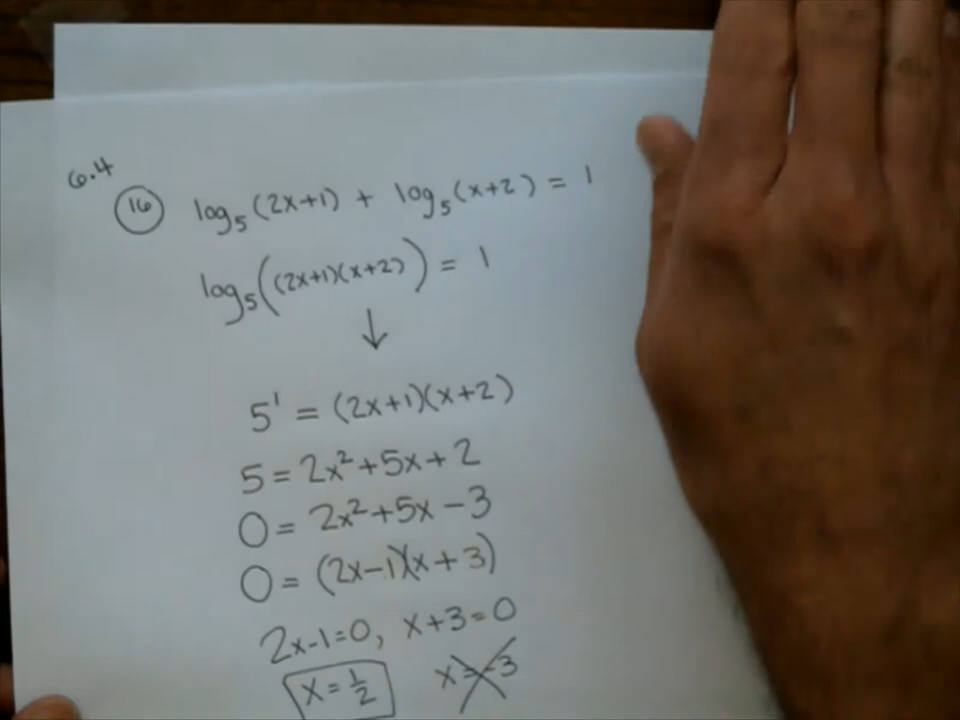 6.4
16 log₅(2x+1) + log₅(x+2) = 1
log₅((2x+1)(x+2)) = 1
↓
5¹ = (2x+1)(x+2)
5 = 2x²+5x+2
0 = 2x²+5x-3
0 = (2x-1)(x+3)
2x-1=0, x+3=0
x=½ x=-3